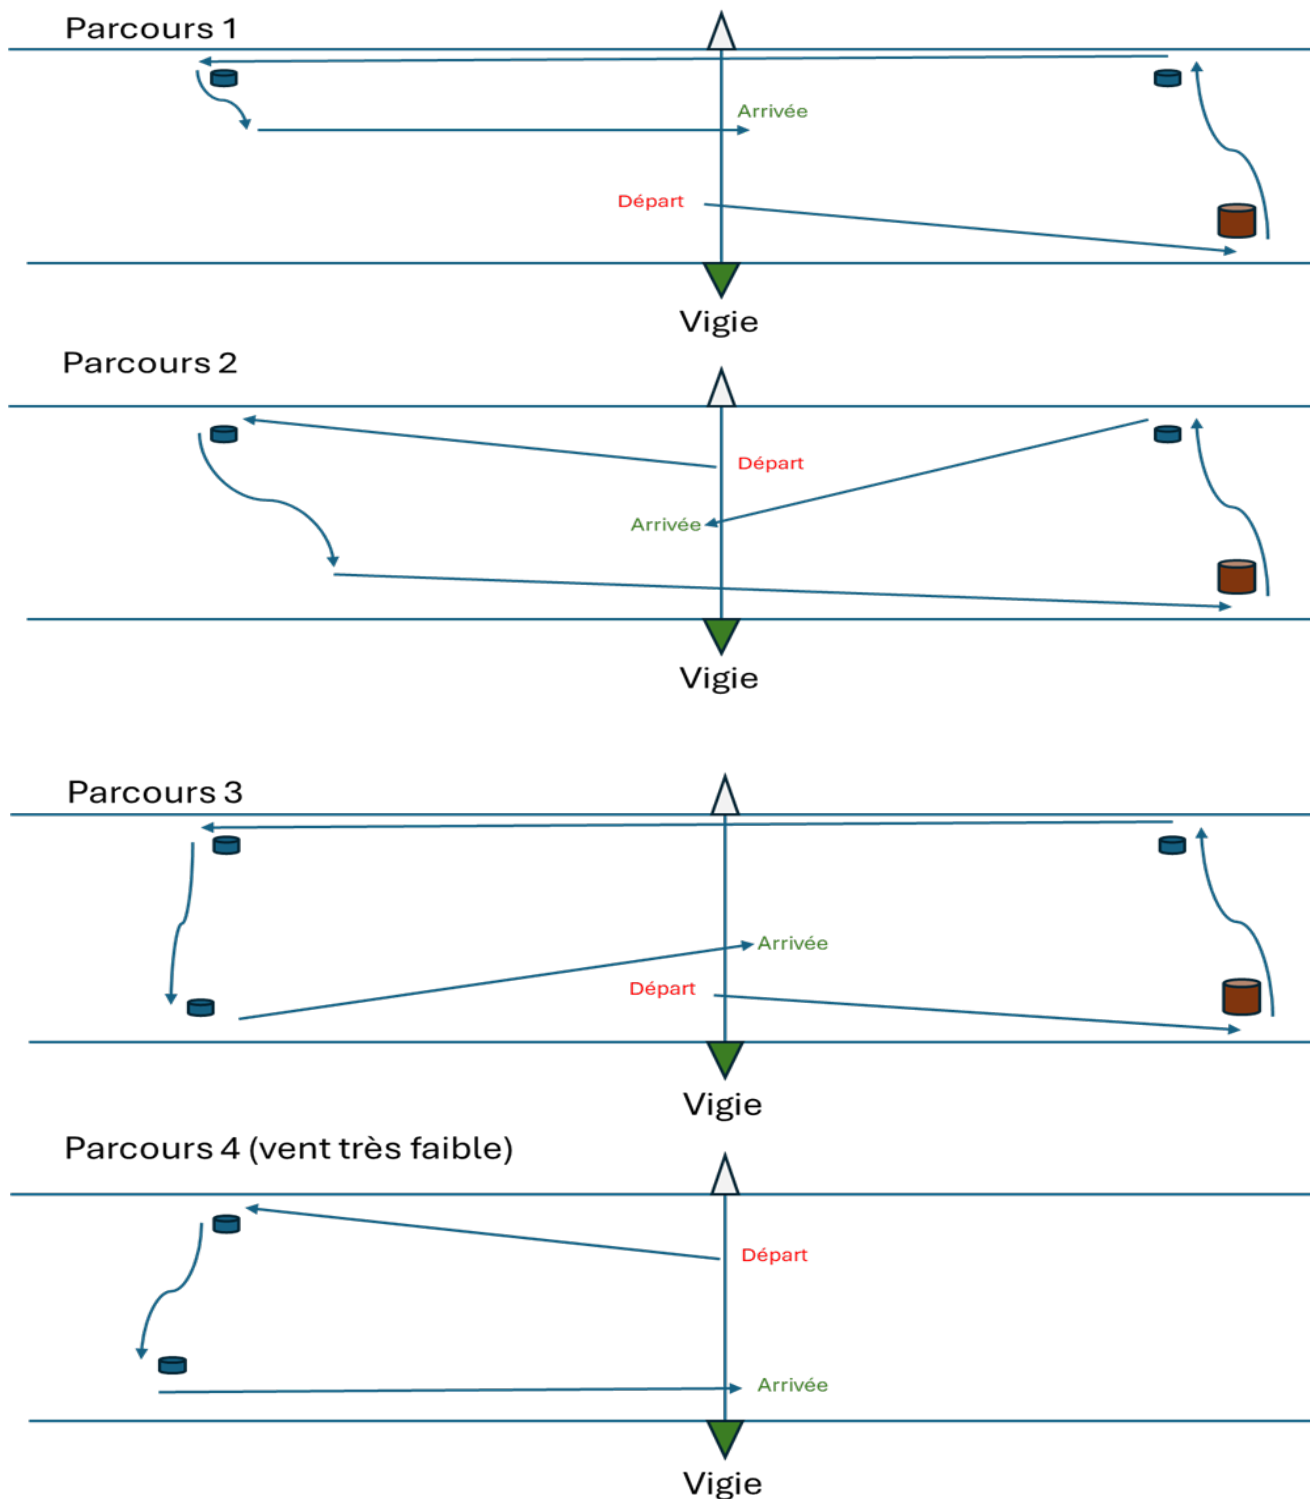 Parcours 1
Arrivée
Départ
Vigie
Parcours 2
Départ
Arrivée
Vigie
Parcours 3
Arrivée
Départ
Vigie
Parcours 4 (vent très faible)
Départ
Arrivée
Vigie